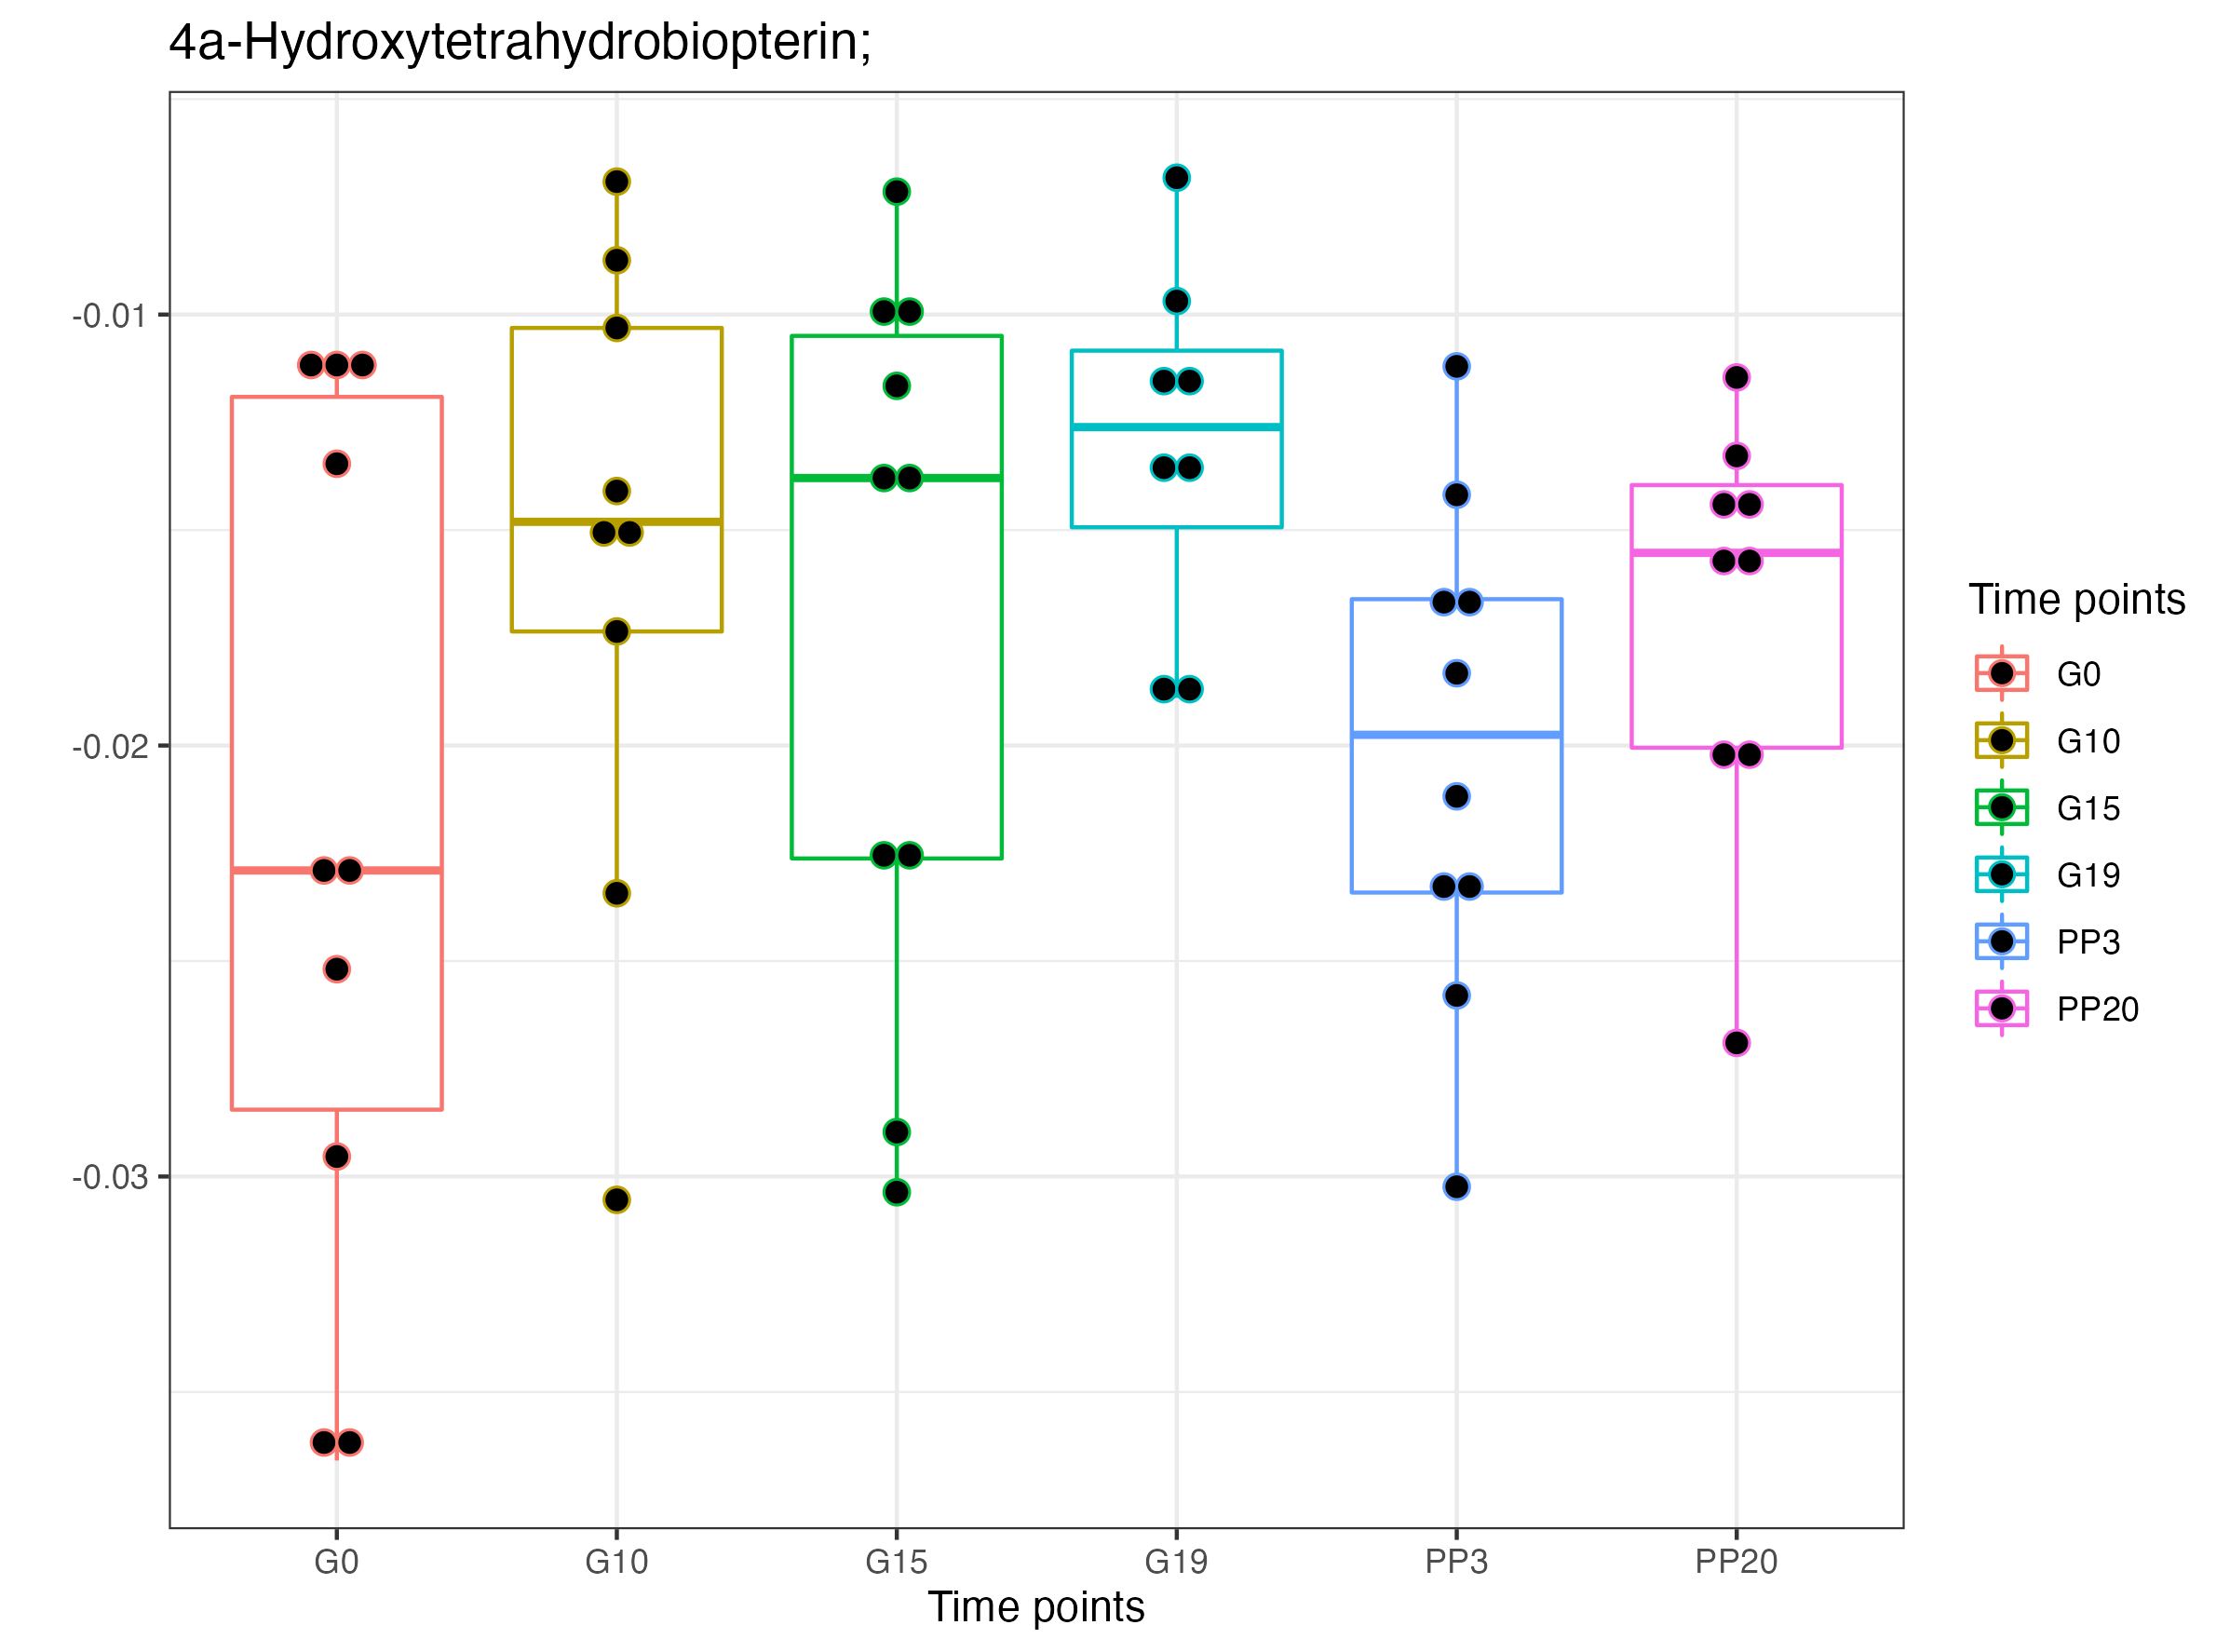 4a-Hydroxytetrahydrobiopterin;
-0.01
-0.02
-0.03
G0 G10 G15 G19 PP3 PP20
Time points
Time points
G0
G10
G15
G19
PP3
PP20